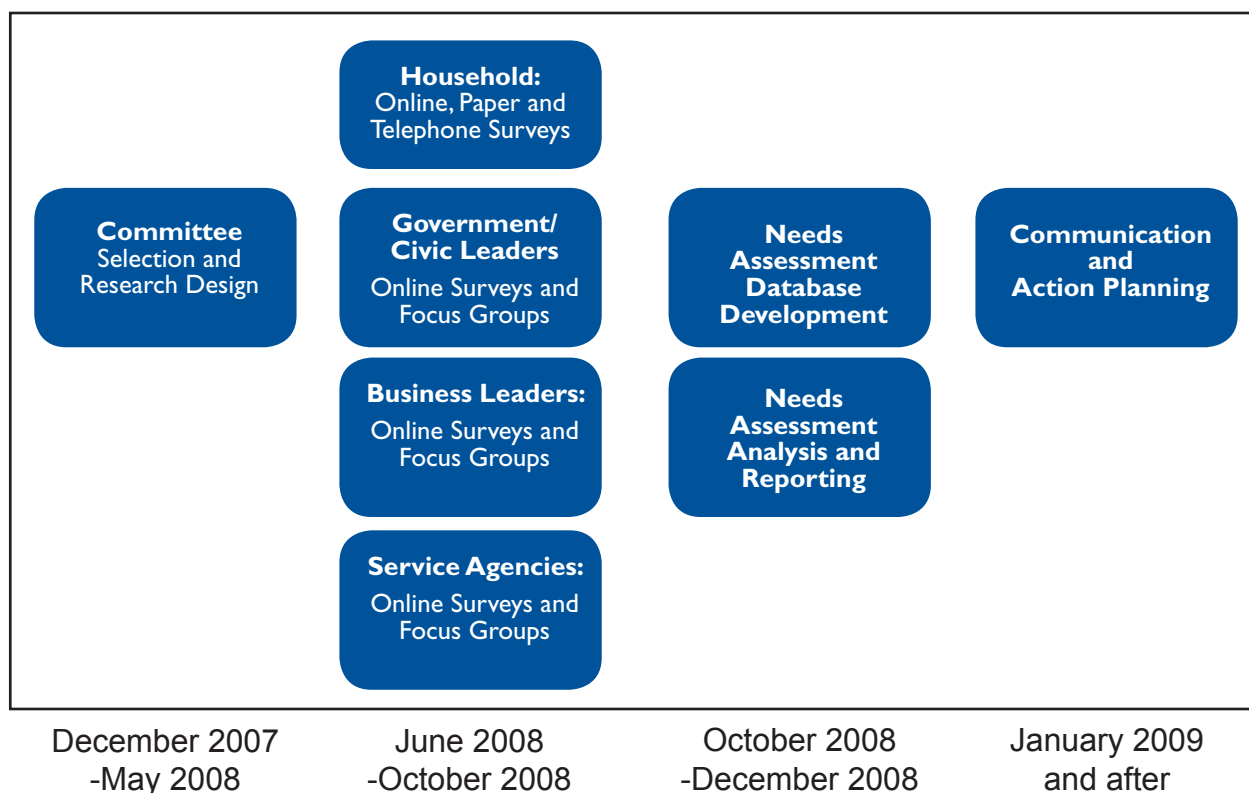 Household:
Online, Paper and
Telephone Surveys
Committee
Selection and
Research Design
Government/
Civic Leaders
Online Surveys and
Focus Groups
Needs
Assessment
Database
Development
Communication
and
Action Planning
Business Leaders:
Online Surveys and
Focus Groups
Needs
Assessment
Analysis and
Reporting
Service Agencies:
Online Surveys and
Focus Groups
December 2007
-May 2008
June 2008
-October 2008
October 2008
-December 2008
January 2009
and after